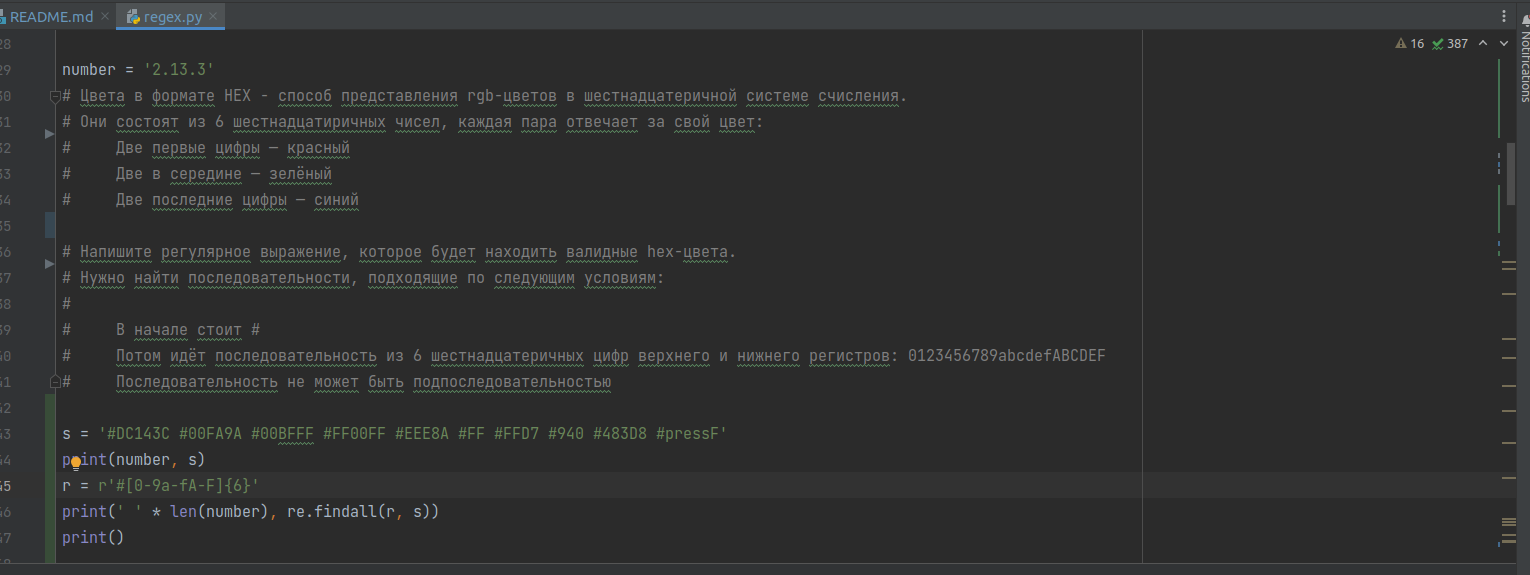 README.md × regex.py ×
28 16 387
29 number = '2.13.3'
30 # Цвета в формате HEX - способ представления rgb-цветов в шестнадцатеричной системе счисления.
31 # Они состоят из 6 шестнадцатиричных чисел, каждая пара отвечает за свой цвет:
32 #     Две первые цифры — красный
33 #     Две в середине — зелёный
34 #     Две последние цифры — синий
35
36 # Напишите регулярное выражение, которое будет находить валидные hex-цвета.
37 # Нужно найти последовательности, подходящие по следующим условиям:
38 #
39 #     В начале стоит #
40 #     Потом идёт последовательность из 6 шестнадцатеричных цифр верхнего и нижнего регистров: 0123456789abcdefABCDEF
41 #     Последовательность не может быть подпоследовательностью
42
43 s = '#DC143C #00FA9A #00BFFF #FF00FF #EEE8A #FF #FFD7 #940 #483D8 #pressF'
44 print(number, s)
45 r = r'#[0-9a-fA-F]{6}'
46 print(' ' * len(number), re.findall(r, s))
47 print()
Notifications